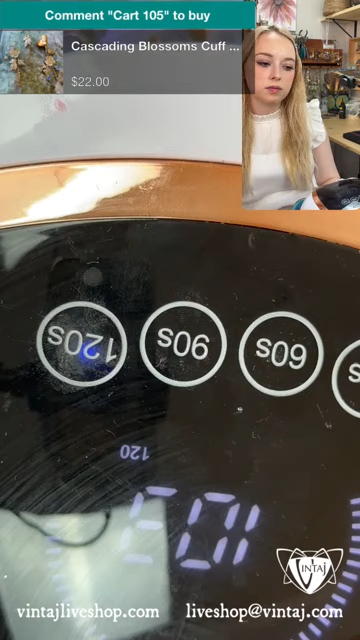 Comment "Cart 105" to buy
Cascading Blossoms Cuff ...
$22.00
120s
90s
60s
120
103
VINTAJ
vintajliveshop.com
liveshop@vintaj.com